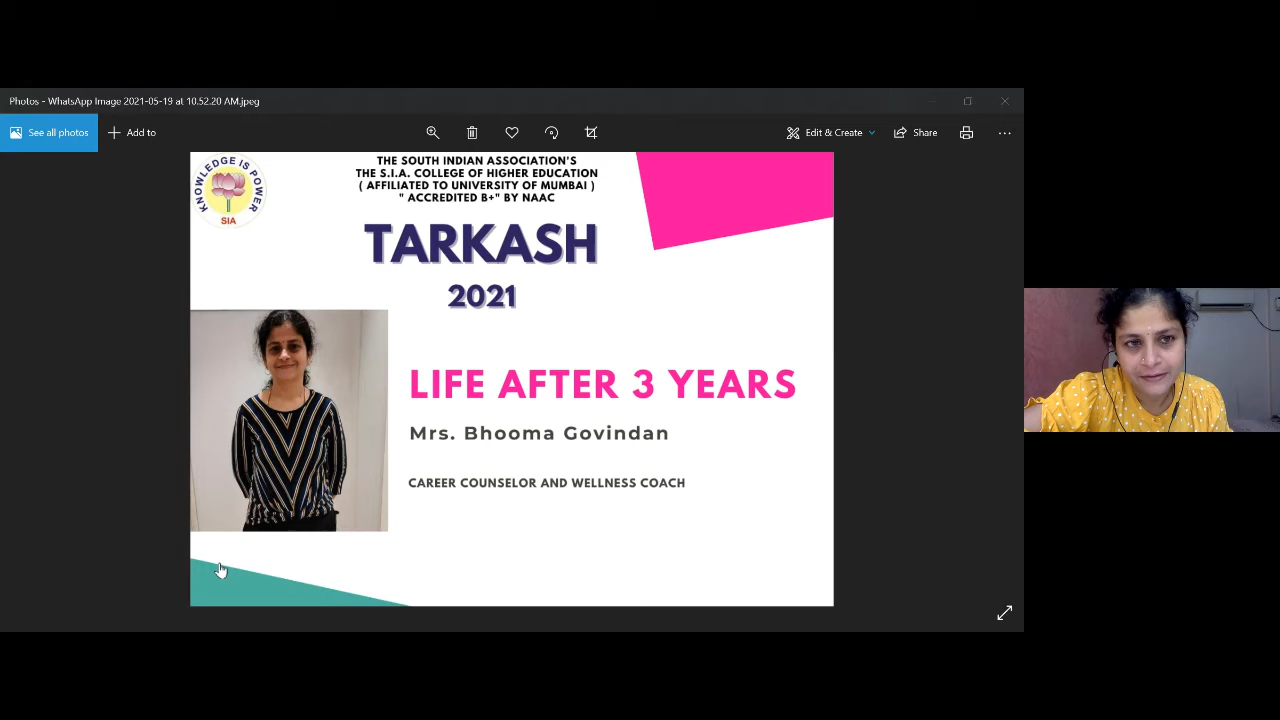 Photos - WhatsApp Image 2021-05-19 at 10.52.20 AM.jpeg
See all photos
Add to
Edit & Create
Share
KNOWLEDGE IS POWER
SIA
THE SOUTH INDIAN ASSOCIATION'S
THE S.I.A. COLLEGE OF HIGHER EDUCATION
( AFFILIATED TO UNIVERSITY OF MUMBAI )
" ACCREDITED B+" BY NAAC
TARKASH
2021
LIFE AFTER 3 YEARS
Mrs. Bhooma Govindan
CAREER COUNSELOR AND WELLNESS COACH